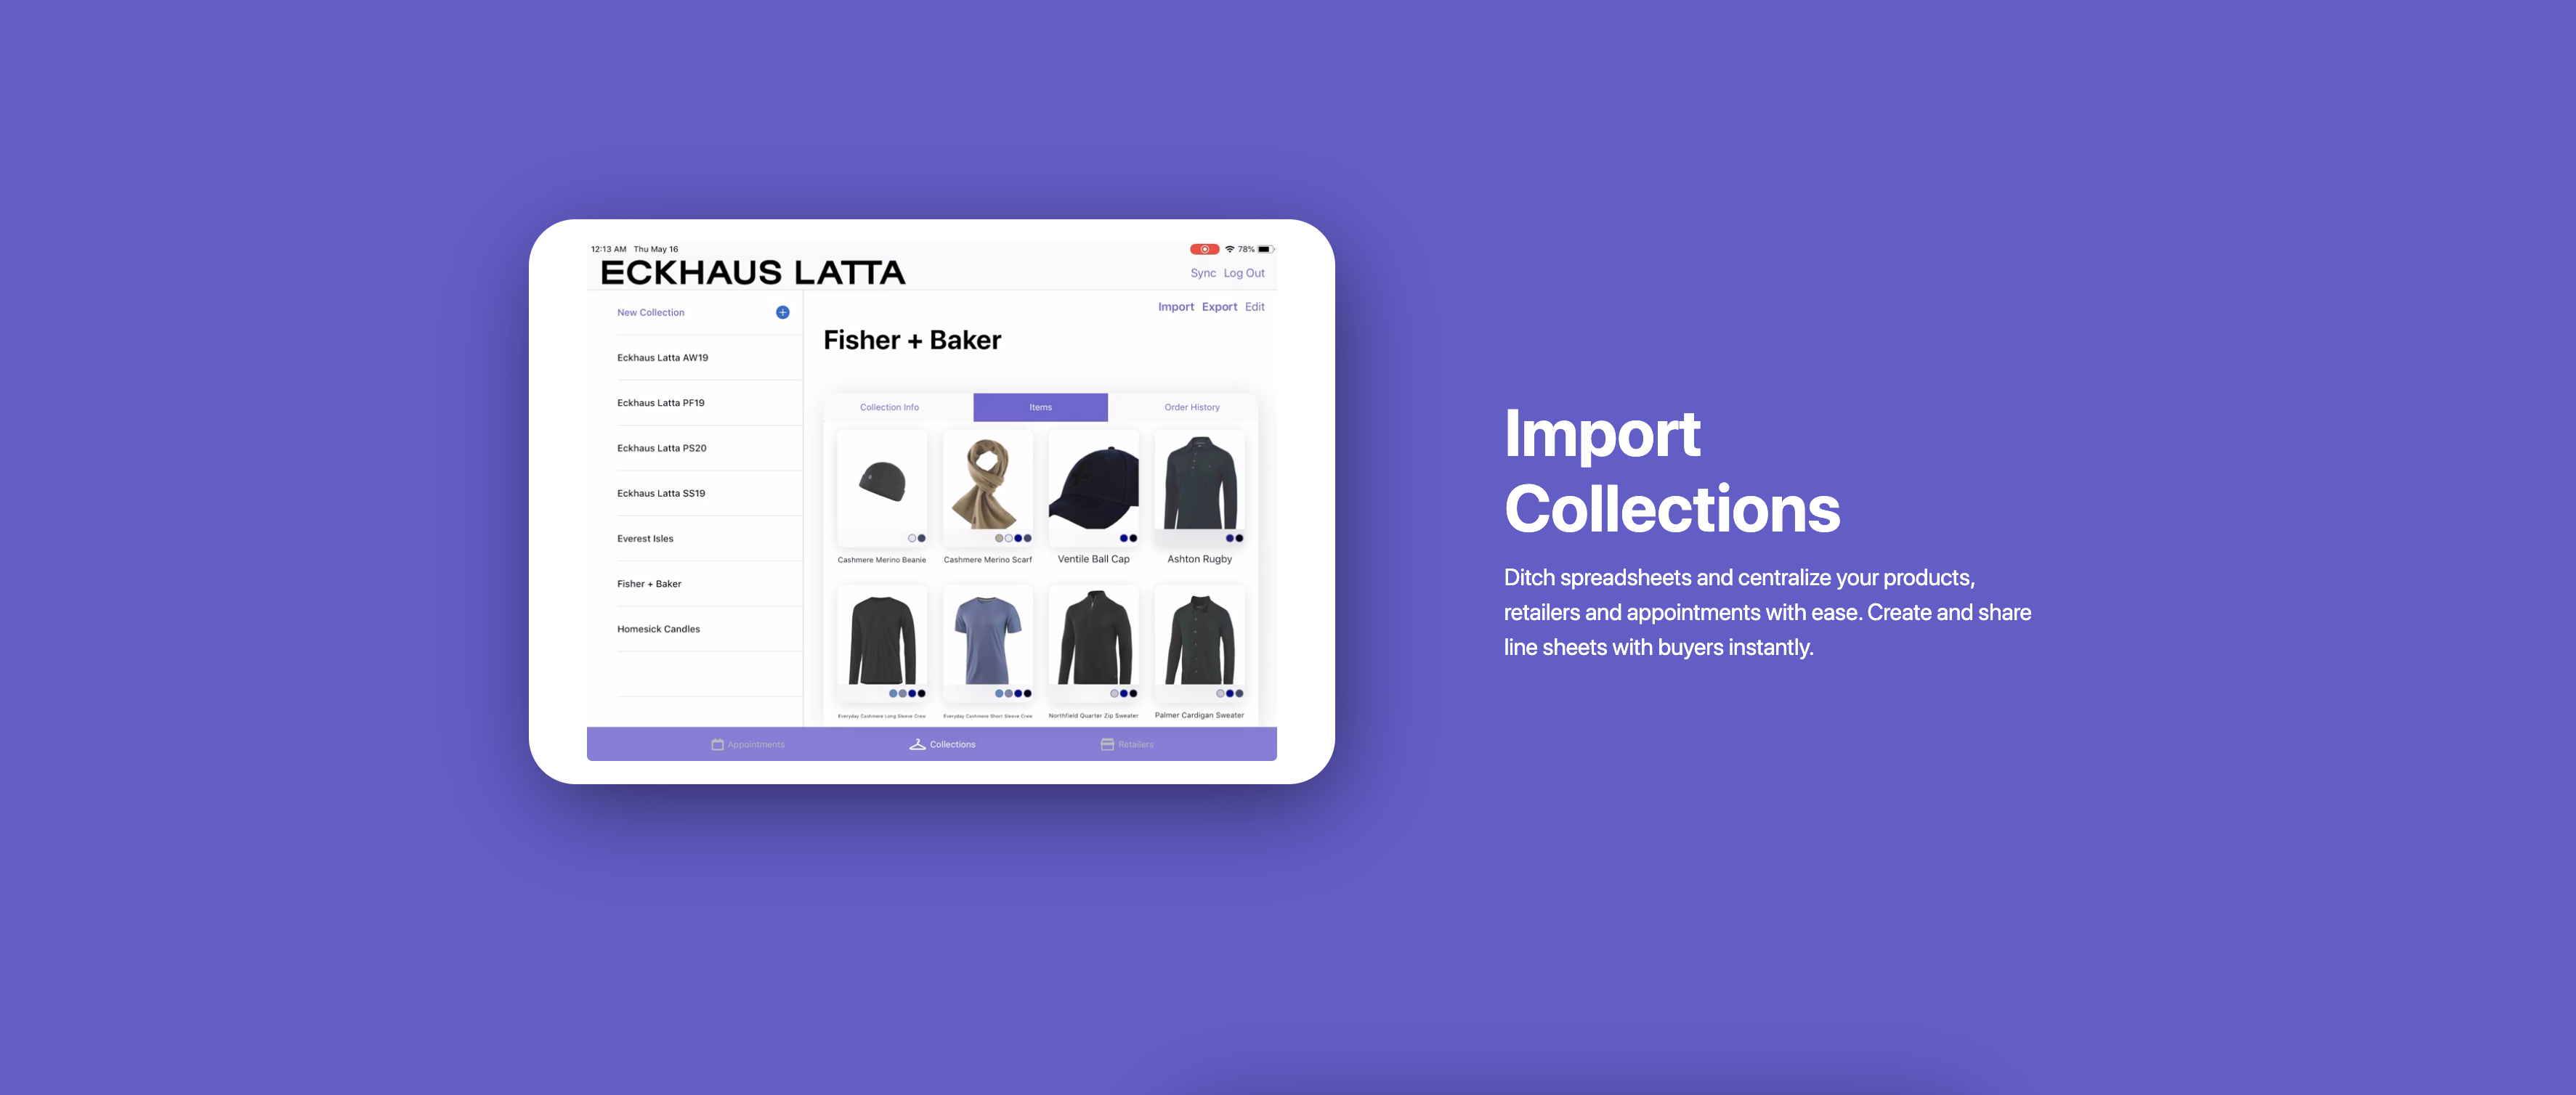 12:13 AM Thu May 16
78%
ECKHAUS LATTA
Sync Log Out
New Collection
Eckhaus Latta AW19
Eckhaus Latta PF19
Eckhaus Latta PS20
Eckhaus Latta SS19
Everest Isles
Fisher + Baker
Homesick Candles
Import Export Edit
Fisher + Baker
Collection Info Items Order History
Cashmere Merino Beanie Cashmere Merino Scarf Ventile Ball Cap Ashton Rugby
Everyday Cashmere Long Sleeve Crew Everyday Cashmere Short Sleeve Crew Northfield Quarter Zip Sweater Palmer Cardigan Sweater
Appointments Collections Retailers
Import
Collections
Ditch spreadsheets and centralize your products,
retailers and appointments with ease. Create and share
line sheets with buyers instantly.